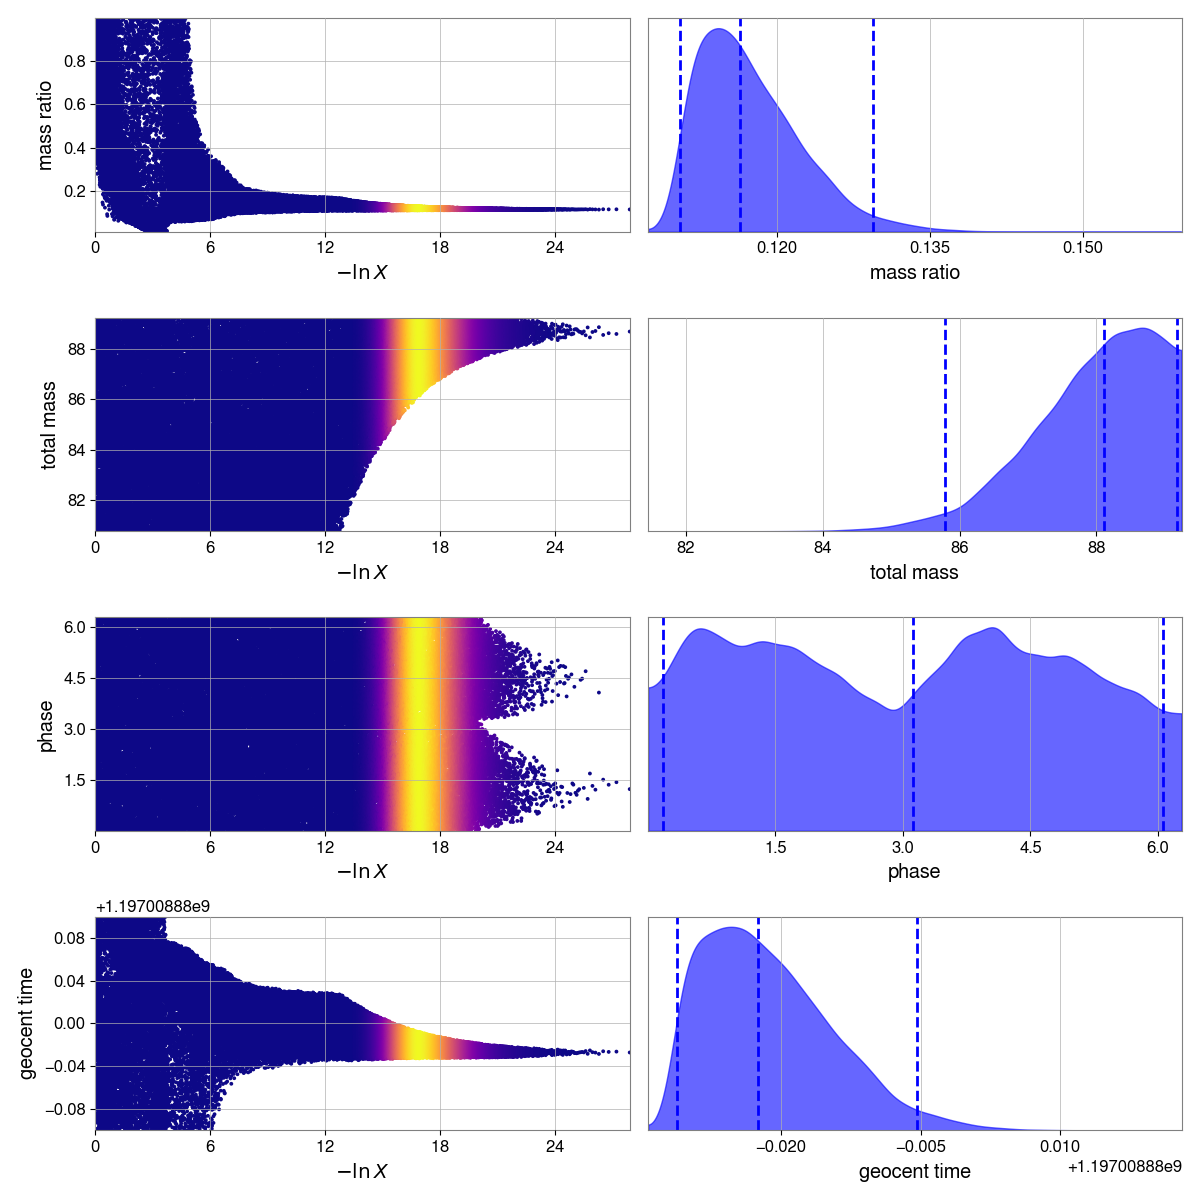 mass ratio
0.8
0.6
0.4
0.2
0 6 12 18 24
−ln X
0.120 0.135 0.150
mass ratio
total mass
88
86
84
82
0 6 12 18 24
−ln X
82 84 86 88
total mass
phase
6.0
4.5
3.0
1.5
0 6 12 18 24
−ln X
1.5 3.0 4.5 6.0
phase
+1.19700888e9
geocent time
0.08
0.04
0.00
−0.04
−0.08
0 6 12 18 24
−ln X
−0.020 −0.005 0.010
geocent time
+1.19700888e9